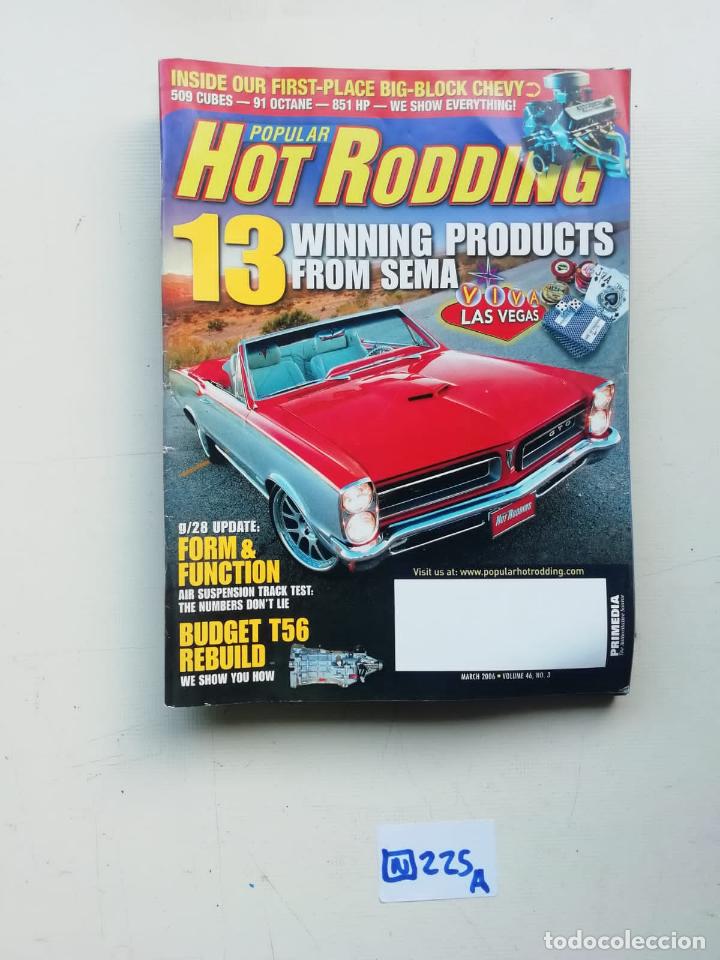 INSIDE OUR FIRST-PLACE BIG-BLOCK CHEVY
509 CUBES — 91 OCTANE — 851 HP — WE SHOW EVERYTHING!
POPULAR
HOT RODDING
13 WINNING PRODUCTS
FROM SEMA
VIVA
LAS VEGAS
GTO
HOT RODDING
g/28 UPDATE:
FORM &
FUNCTION
AIR SUSPENSION TRACK TEST:
THE NUMBERS DON'T LIE
BUDGET T56
REBUILD
WE SHOW YOU HOW
Visit us at: www.popularhotrodding.com
PRIMEDIA
MARCH 2006 • VOLUME 46, NO. 3
N 225 A
todocoleccion